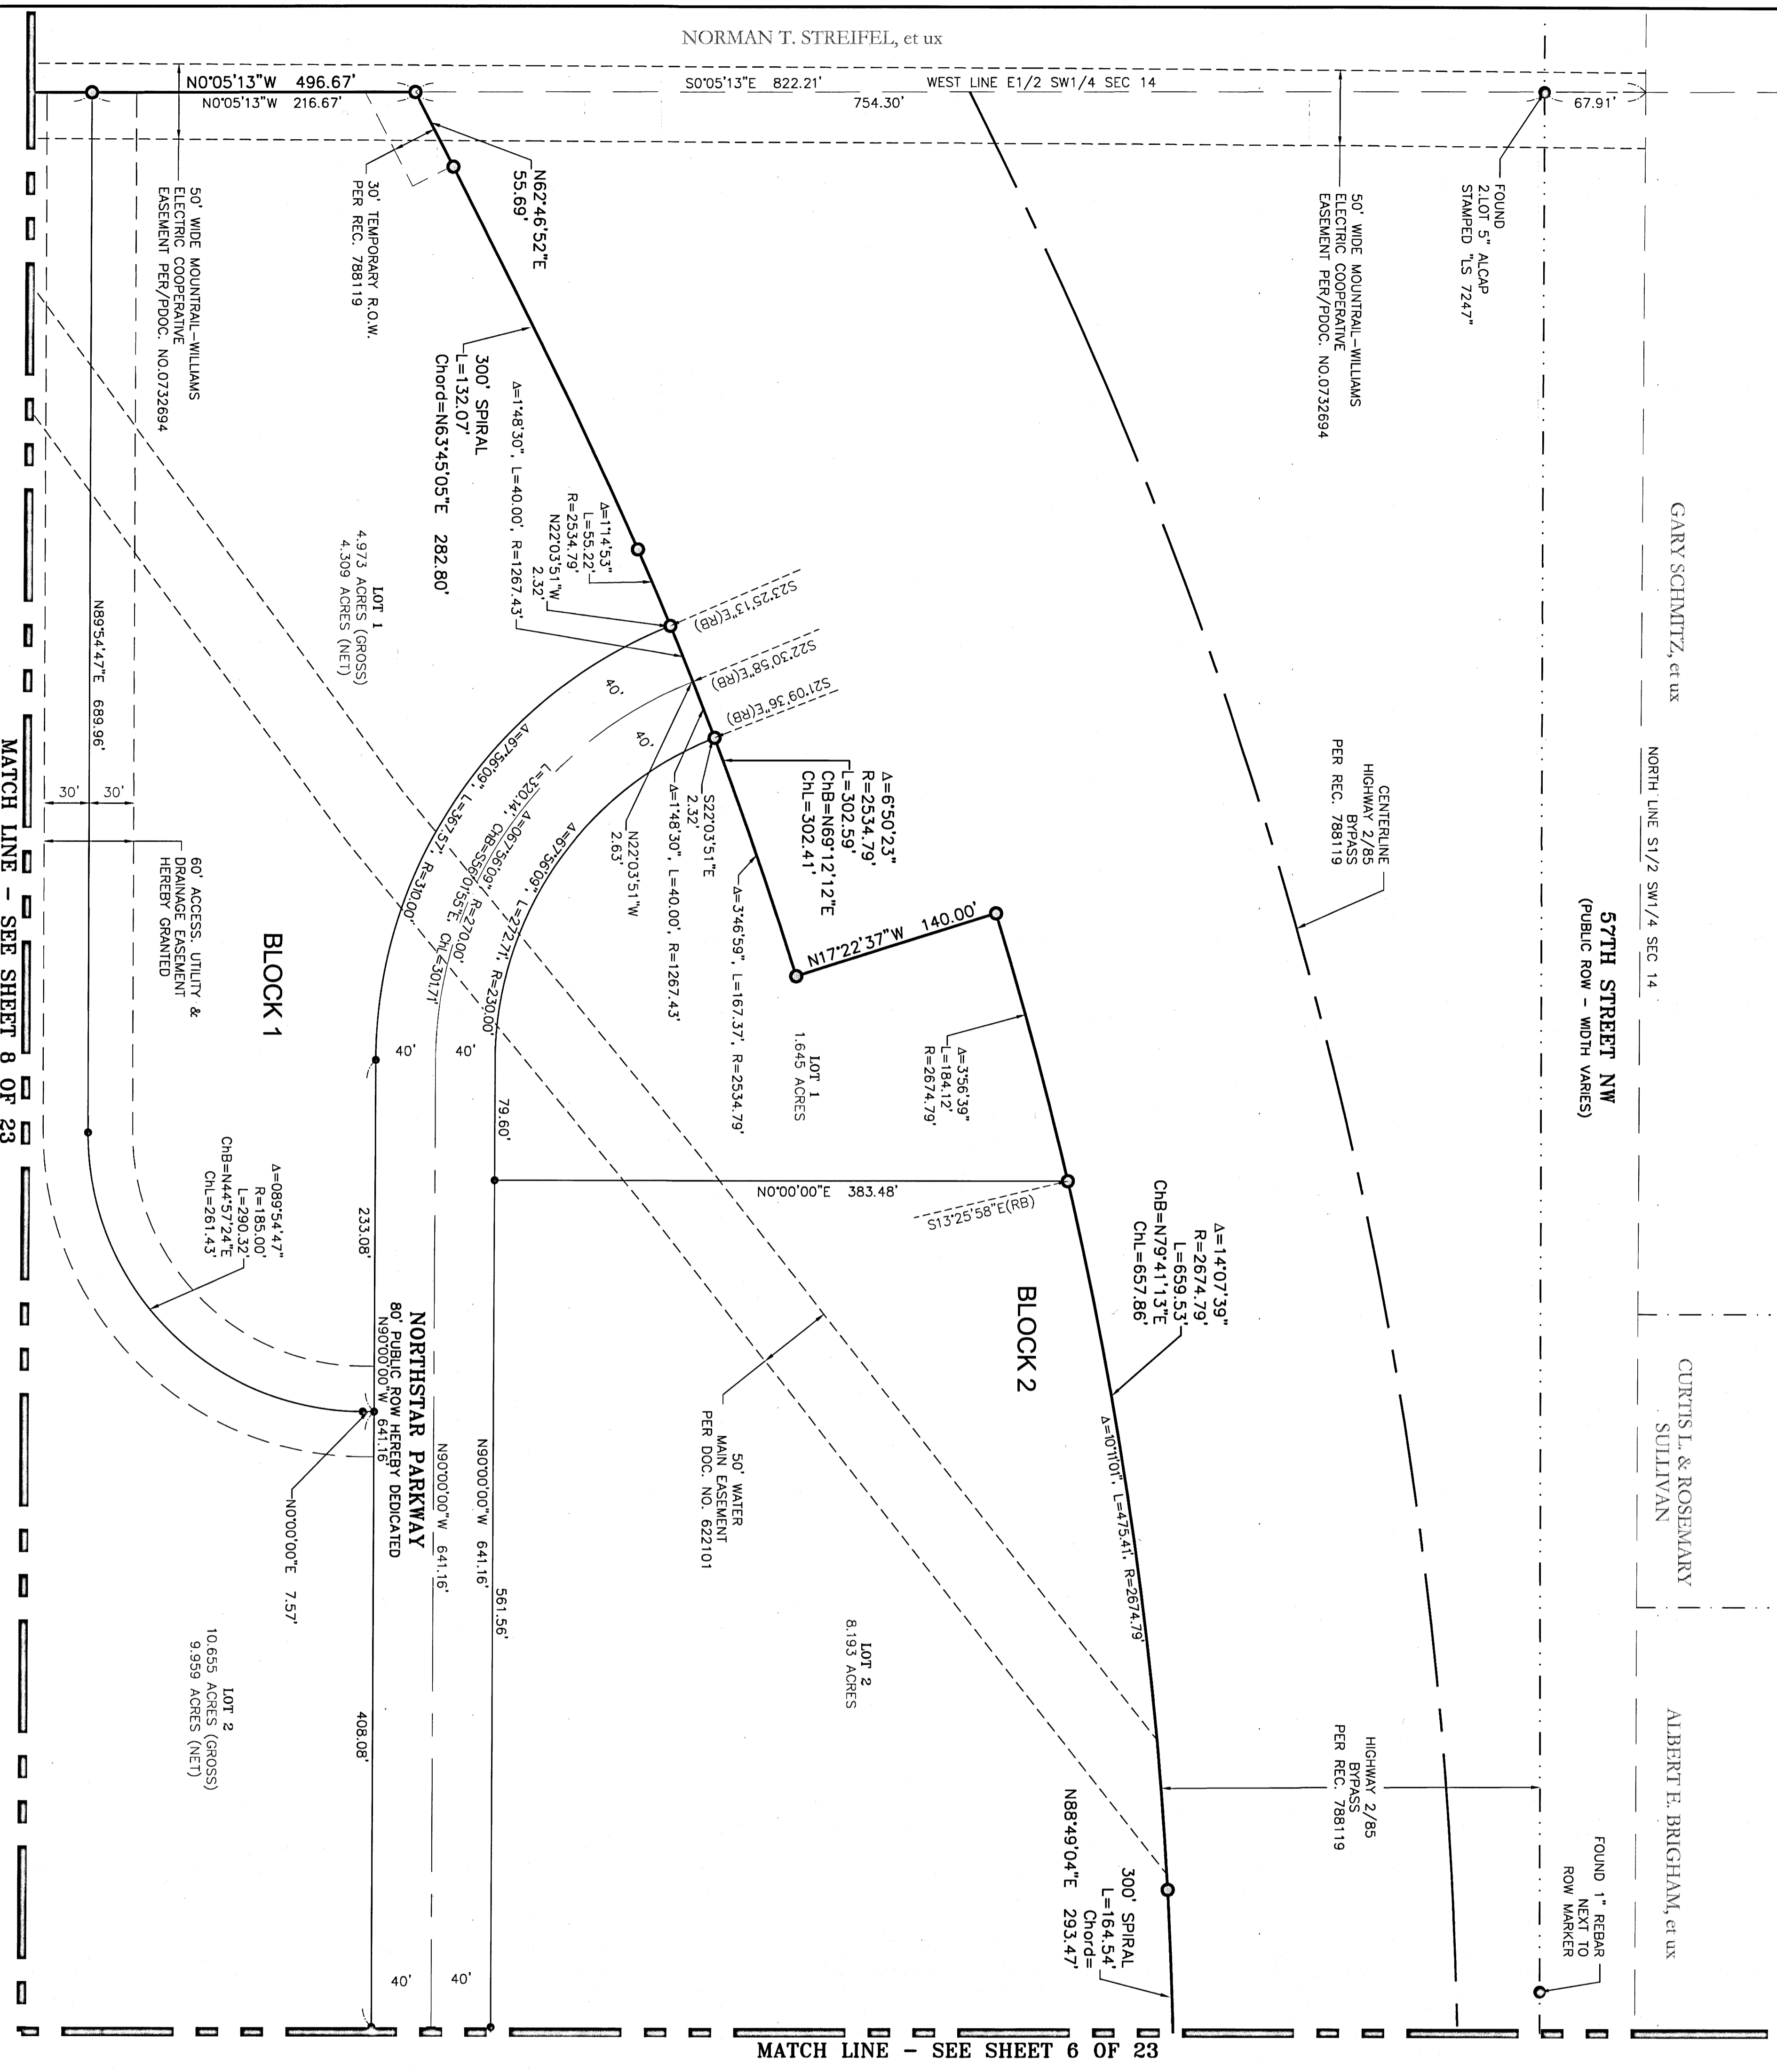 NORMAN T. STREIFEL, et ux
N0°05'13"W 496.67'
N0°05'13"W 216.67'
S0°05'13"E 822.21'
WEST LINE E1/2 SW1/4 SEC 14
754.30'
67.91'
FOUND
2.LOT 5" ALCAP
STAMPED "LS 7247"
50' WIDE MOUNTRAIL-WILLIAMS
ELECTRIC COOPERATIVE
EASEMENT PER/PDOC. NO.0732694
GARY SCHMITZ, et ux
NORTH LINE S1/2 SW1/4 SEC 14
57TH STREET NW
(PUBLIC ROW - WIDTH VARIES)
CURTIS L. & ROSEMARY
SULLIVAN
ALBERT E. BRIGHAM, et ux
FOUND 1" REBAR
NEXT TO
ROW MARKER
CENTERLINE
HIGHWAY 2/85
BYPASS
PER REC. 788119
HIGHWAY 2/85
BYPASS
PER REC. 788119
50' WIDE MOUNTRAIL-WILLIAMS
ELECTRIC COOPERATIVE
EASEMENT PER/PDOC. NO.0732694
30' TEMPORARY R.O.W.
PER REC. 788119
N62°46'52"E
55.69'
300' SPIRAL
L=132.07'
Chord=N63°45'05"E 282.80'
Δ=1°48'30", L=40.00', R=1267.43'
Δ=1°14'53"
L=55.22'
R=2534.79'
N22°03'51"W
2.32'
S23°25'13"E(RB)
S22°30'58"E(RB)
S21°09'36"E(RB)
40'
40'
Δ=6°50'23"
R=2534.79'
L=302.59'
ChB=N69°12'12"E
ChL=302.41'
S22°03'51"E
2.32'
Δ=1°48'30", L=40.00', R=1267.43'
N22°03'51"W
2.63'
Δ=3°46'59", L=167.37', R=2534.79'
N17°22'37"W 140.00'
Δ=3°56'39"
L=184.12'
R=2674.79'
LOT 1
1.645 ACRES
Δ=67°56'09", L=272.71', R=230.00'
Δ=067°56'09" R=270.00'
L=320.14', ChB=S56°01'55"E, ChL=301.71'
Δ=67°56'09", L=367.57', R=310.00'
LOT 1
4.973 ACRES (GROSS)
4.309 ACRES (NET)
N89°54'47"E 689.96'
30'
30'
60' ACCESS. UTILITY &
DRAINAGE EASEMENT
HEREBY GRANTED
BLOCK 1
40'
40'
79.60'
N0°00'00"E 383.48'
S13°25'58"E(RB)
Δ=14°07'39"
R=2674.79'
L=659.53'
ChB=N79°41'13"E
ChL=657.86'
BLOCK 2
Δ=10°11'01", L=475.41', R=2674.79'
Δ=089°54'47"
R=185.00'
L=290.32'
ChB=N44°57'24"E
ChL=261.43'
233.08'
NORTHSTAR PARKWAY
80' PUBLIC ROW HEREBY DEDICATED
N90°00'00"W 641.16'
N90°00'00"W 641.16'
N90°00'00"W 641.16'
561.56'
N0°00'00"E 7.57'
50' WATER
MAIN EASEMENT
PER DOC. NO. 622101
LOT 2
8.193 ACRES
LOT 2
10.655 ACRES (GROSS)
9.959 ACRES (NET)
408.08'
40'
40'
300' SPIRAL
L=164.54'
Chord=
N88°49'04"E 293.47'
MATCH LINE - SEE SHEET 8 OF 23
MATCH LINE - SEE SHEET 6 OF 23